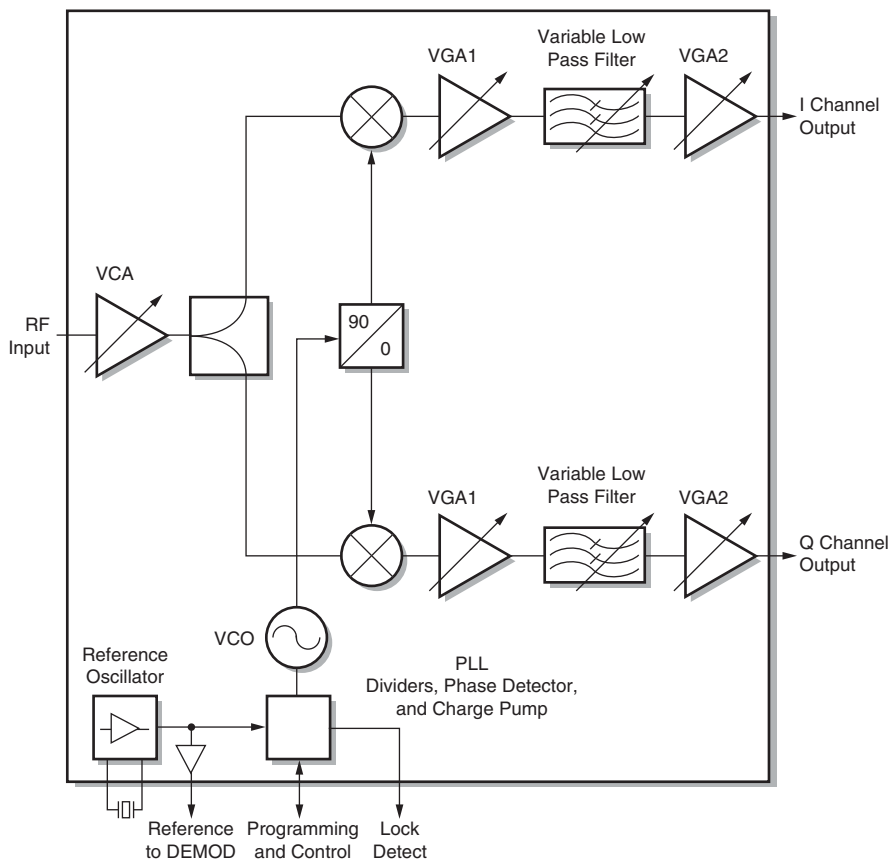 VGA1
Variable Low
Pass Filter
VGA2
I Channel
Output
VCA
RF
Input
90
0
VGA1
Variable Low
Pass Filter
VGA2
Q Channel
Output
VCO
Reference
Oscillator
PLL
Dividers, Phase Detector,
and Charge Pump
Reference
to DEMOD
Programming
and Control
Lock
Detect